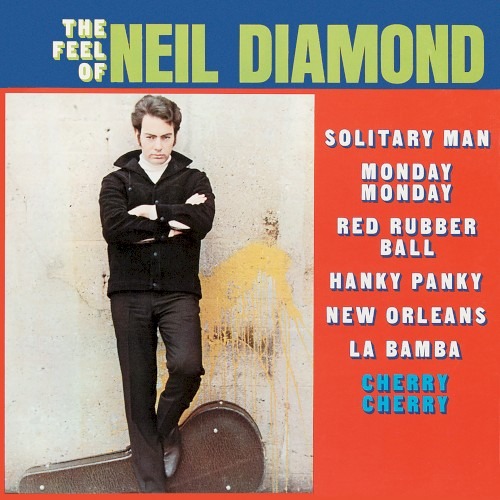 THE
FEEL
OF
NEIL DIAMOND
SOLITARY MAN
MONDAY
MONDAY
RED RUBBER
BALL
HANKY PANKY
NEW ORLEANS
LA BAMBA
CHERRY
CHERRY